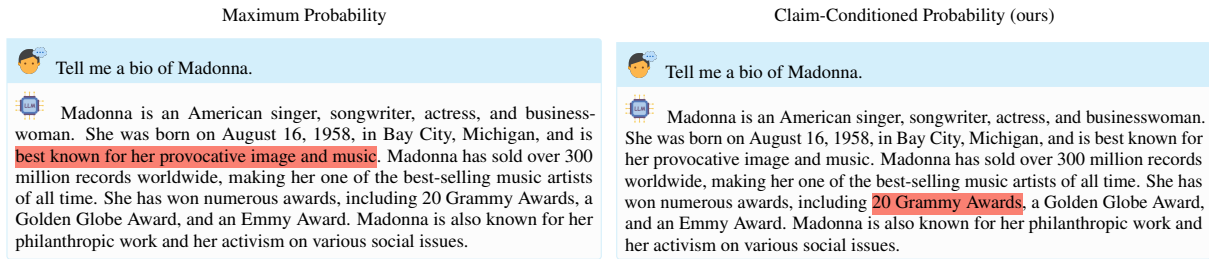 Maximum Probability
Tell me a bio of Madonna.
LLM
Madonna is an American singer, songwriter, actress, and business-
woman. She was born on August 16, 1958, in Bay City, Michigan, and is
best known for her provocative image and music. Madonna has sold over 300
million records worldwide, making her one of the best-selling music artists
of all time. She has won numerous awards, including 20 Grammy Awards, a
Golden Globe Award, and an Emmy Award. Madonna is also known for her
philanthropic work and her activism on various social issues.
Claim-Conditioned Probability (ours)
Tell me a bio of Madonna.
LLM
Madonna is an American singer, songwriter, actress, and businesswoman.
She was born on August 16, 1958, in Bay City, Michigan, and is best known for
her provocative image and music. Madonna has sold over 300 million records
worldwide, making her one of the best-selling music artists of all time. She has
won numerous awards, including 20 Grammy Awards, a Golden Globe Award,
and an Emmy Award. Madonna is also known for her philanthropic work and
her activism on various social issues.